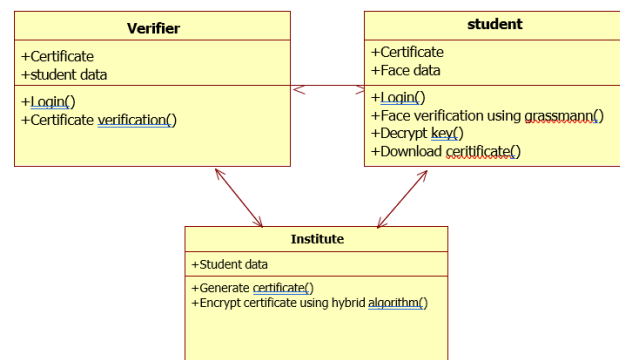 Verifier
+Certificate
+student data
+Login()
+Certificate verification()
student
+Certificate
+Face data
+Login()
+Face verification using grassmann()
+Decrypt key()
+Download ceritificate()
Institute
+Student data
+Generate certificate()
+Encrypt certificate using hybrid algorithm()